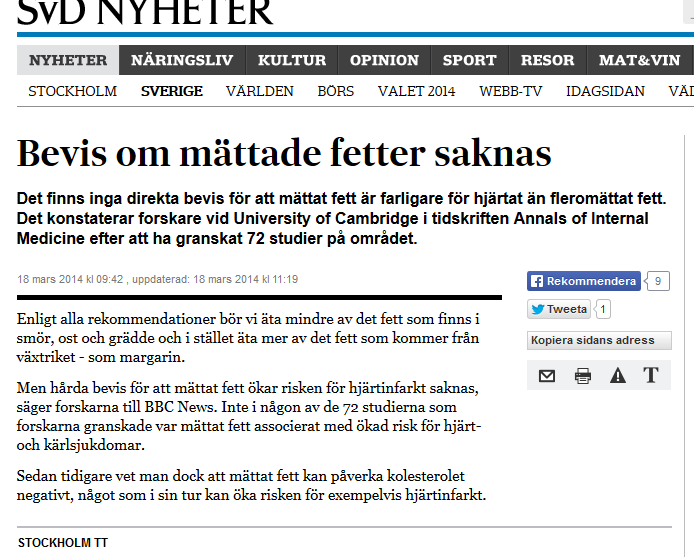 SvD NYHETER
NYHETER NÄRINGSLIV KULTUR OPINION SPORT RESOR MAT&VIN
STOCKHOLM SVERIGE VÄRLDEN BÖRS VALET 2014 WEBB-TV IDAGSIDAN VÄD
Bevis om mättade fetter saknas
Det finns inga direkta bevis för att mättat fett är farligare för hjärtat än fleromättat fett.
Det konstaterar forskare vid University of Cambridge i tidskriften Annals of Internal
Medicine efter att ha granskat 72 studier på området.
18 mars 2014 kl 09:42 , uppdaterad: 18 mars 2014 kl 11:19
Rekommendera 9
Tweeta 1
Kopiera sidans adress
T
Enligt alla rekommendationer bör vi äta mindre av det fett som finns i
smör, ost och grädde och i stället äta mer av det fett som kommer från
växtriket - som margarin.
Men hårda bevis för att mättat fett ökar risken för hjärtinfarkt saknas,
säger forskarna till BBC News. Inte i någon av de 72 studierna som
forskarna granskade var mättat fett associerat med ökad risk för hjärt-
och kärlsjukdomar.
Sedan tidigare vet man dock att mättat fett kan påverka kolesterolet
negativt, något som i sin tur kan öka risken för exempelvis hjärtinfarkt.
STOCKHOLM TT